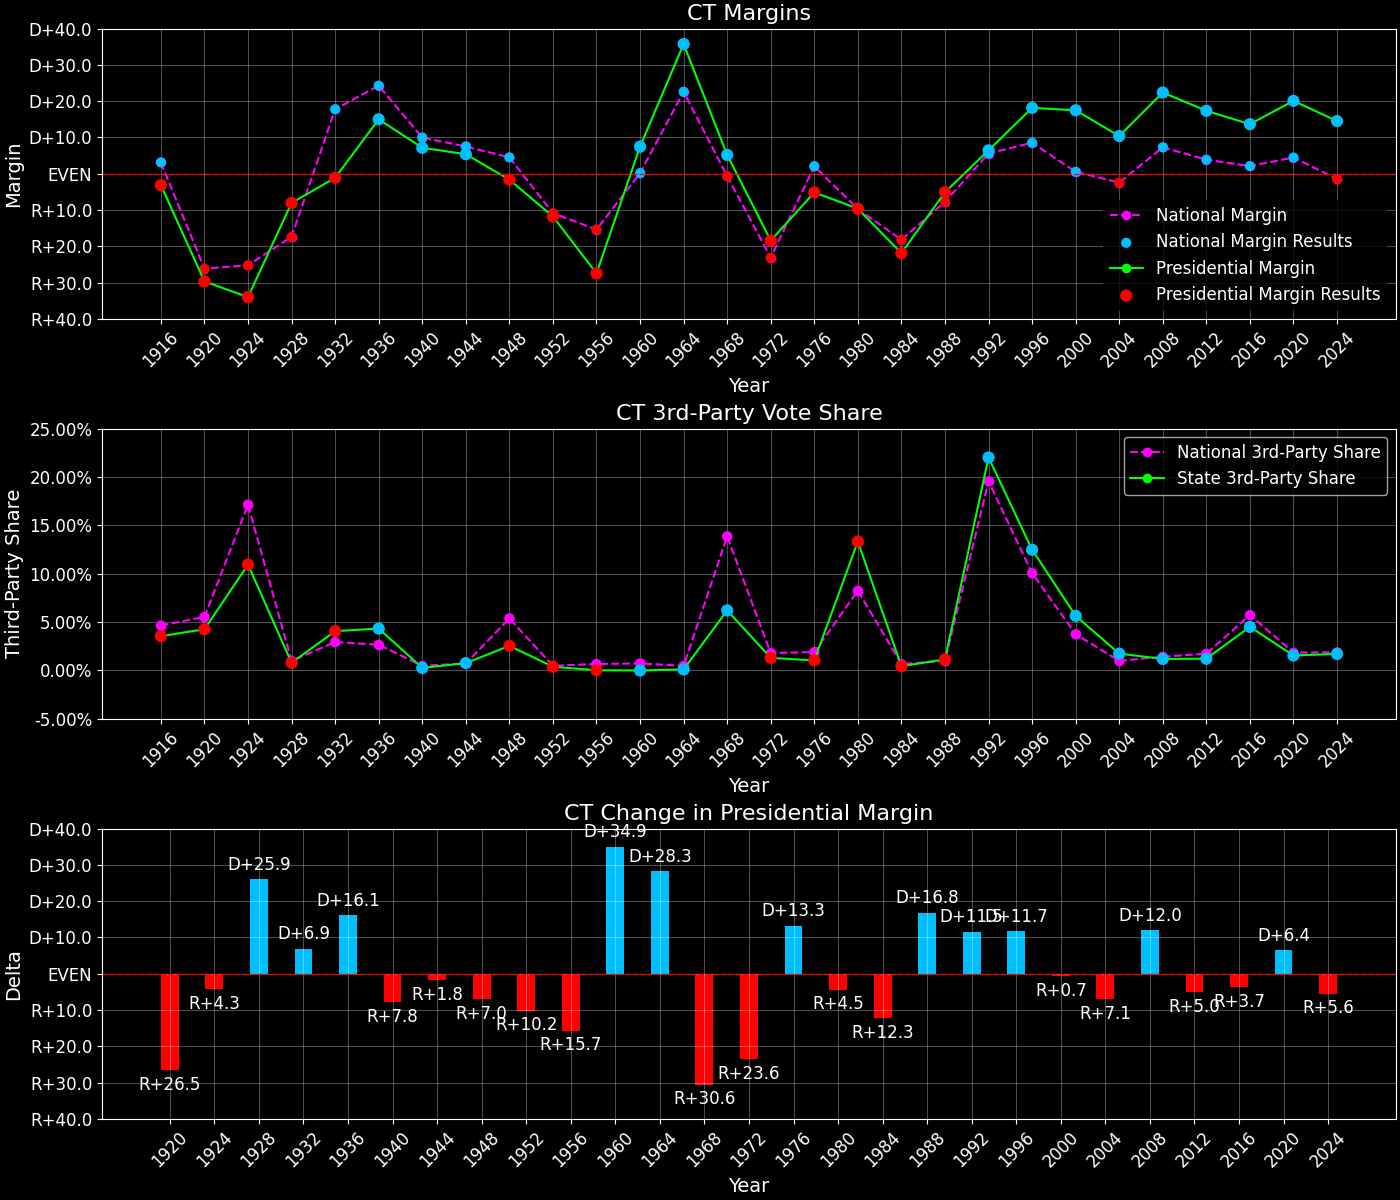 CT Margins
D+40.0
D+30.0
D+20.0
D+10.0
EVEN
R+10.0
R+20.0
R+30.0
R+40.0
Margin
National Margin
National Margin Results
Presidential Margin
Presidential Margin Results
1916 1920 1924 1928 1932 1936 1940 1944 1948 1952 1956 1960 1964 1968 1972 1976 1980 1984 1988 1992 1996 2000 2004 2008 2012 2016 2020 2024
Year
CT 3rd-Party Vote Share
25.00%
20.00%
15.00%
10.00%
5.00%
0.00%
-5.00%
Third-Party Share
National 3rd-Party Share
State 3rd-Party Share
1916 1920 1924 1928 1932 1936 1940 1944 1948 1952 1956 1960 1964 1968 1972 1976 1980 1984 1988 1992 1996 2000 2004 2008 2012 2016 2020 2024
Year
CT Change in Presidential Margin
D+40.0
D+30.0
D+20.0
D+10.0
EVEN
R+10.0
R+20.0
R+30.0
R+40.0
Delta
R+26.5
R+4.3
D+25.9
D+6.9
D+16.1
R+7.8
R+1.8
R+7.0
R+10.2
R+15.7
D+34.9
D+28.3
R+30.6
R+23.6
D+13.3
R+4.5
R+12.3
D+16.8
D+11.5
D+11.7
R+0.7
R+7.1
D+12.0
R+5.0
R+3.7
D+6.4
R+5.6
1920 1924 1928 1932 1936 1940 1944 1948 1952 1956 1960 1964 1968 1972 1976 1980 1984 1988 1992 1996 2000 2004 2008 2012 2016 2020 2024
Year